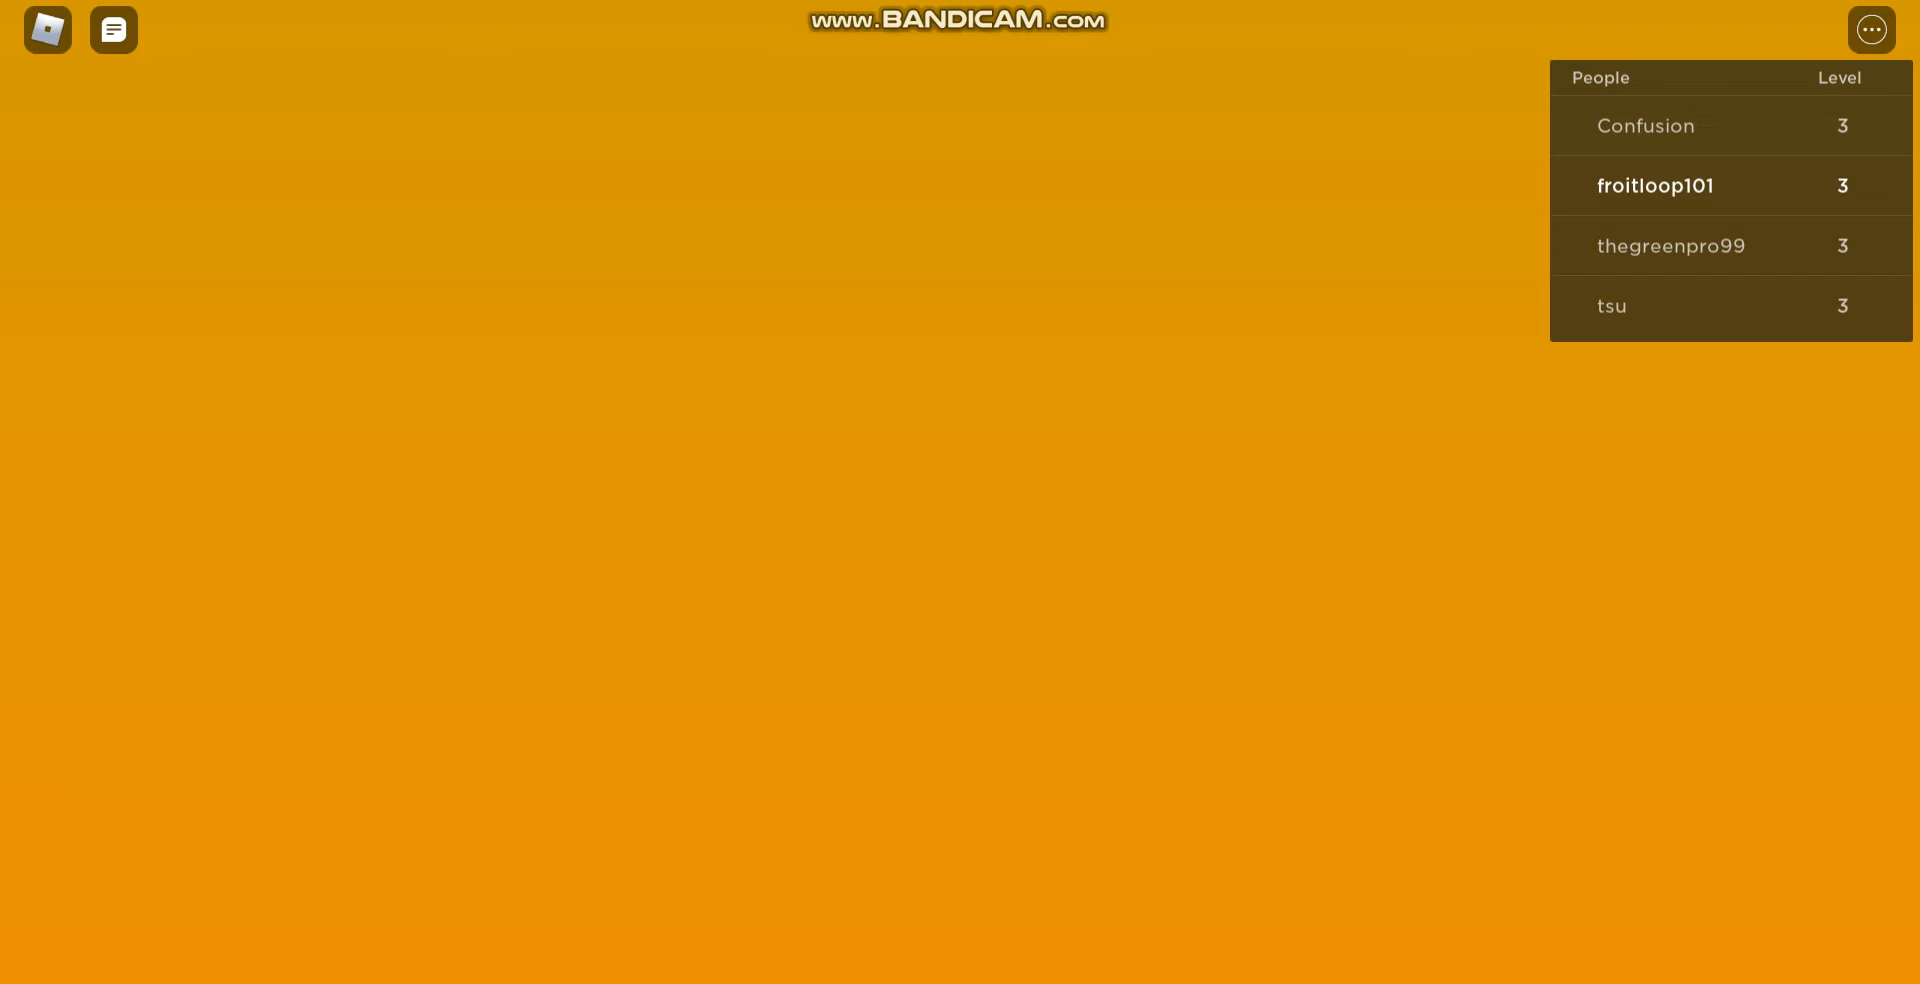 www.BANDICAM.COM
People Level
Confusion 3
froitloop101 3
thegreenpro99 3
tsu 3